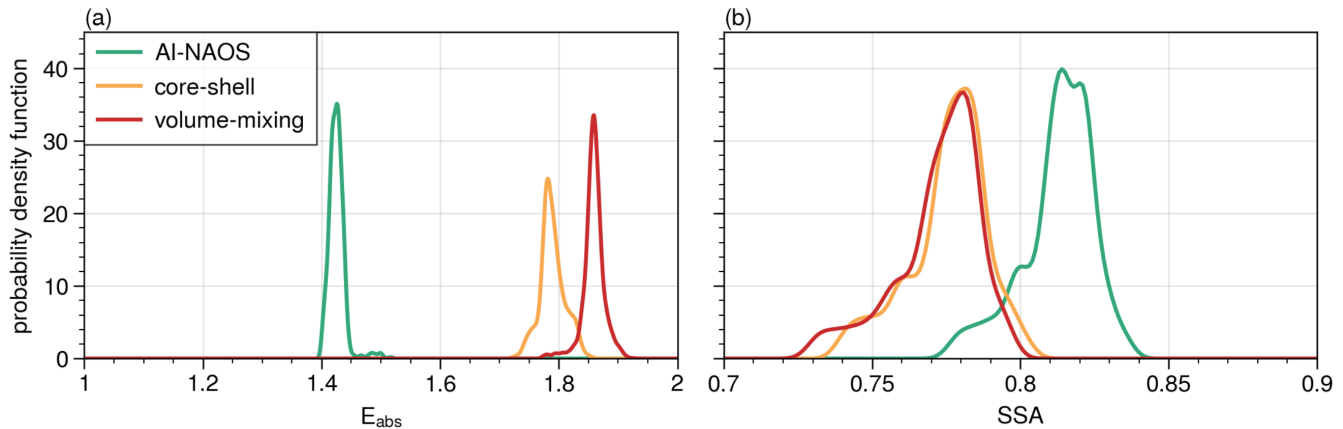 (a)
(b)
AI-NAOS
core-shell
volume-mixing
probability density function
40
30
20
10
0
1
1.2
1.4
1.6
1.8
2
E_abs
0.7
0.75
0.8
0.85
0.9
SSA